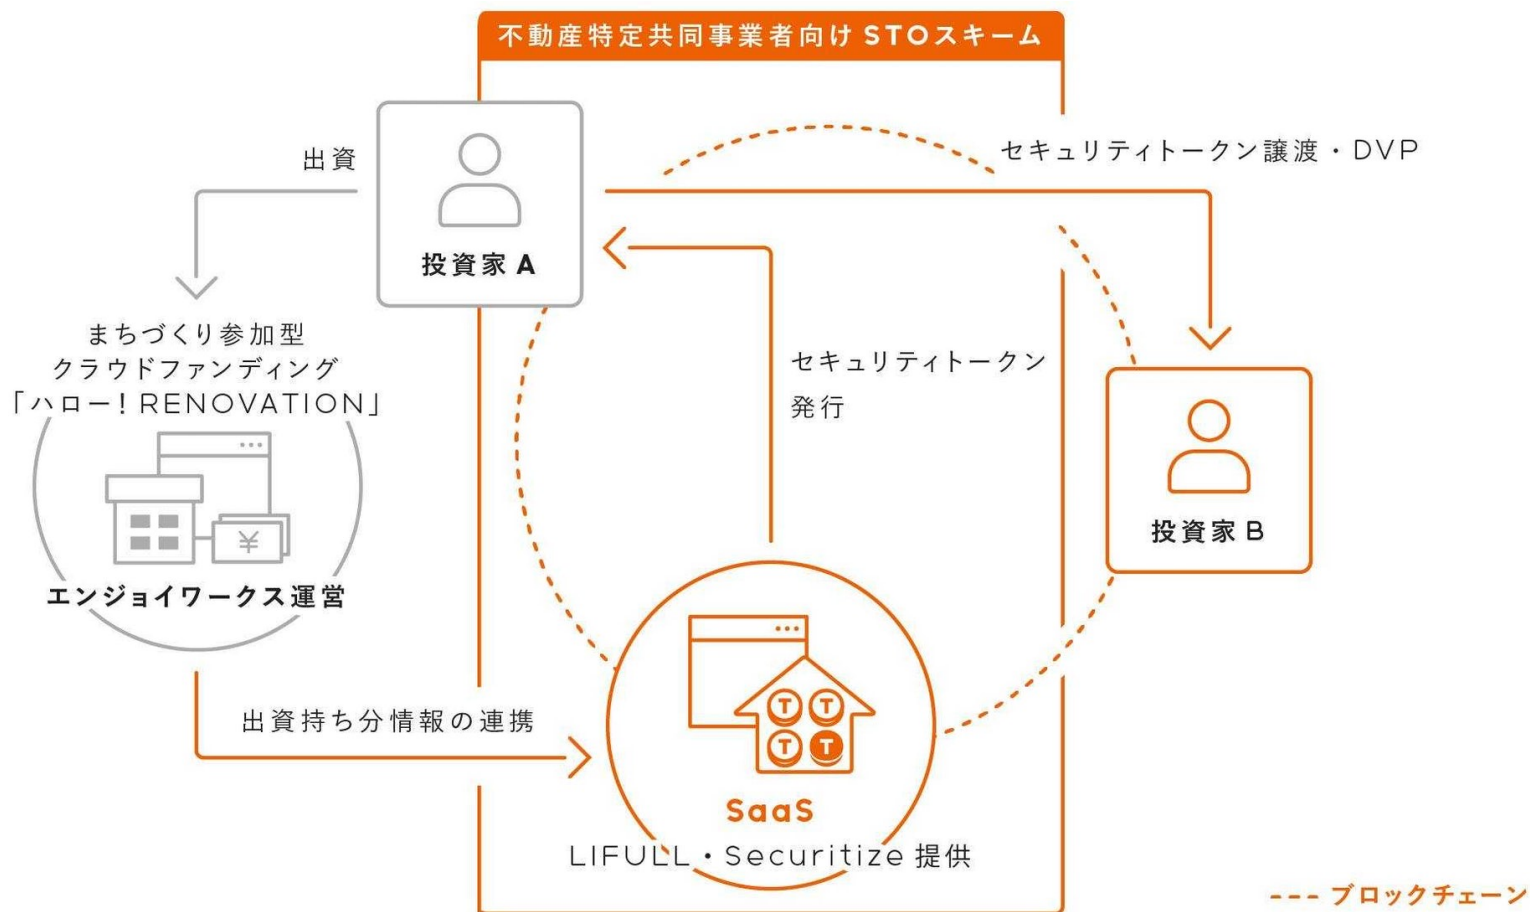 不動産特定共同事業者向け STOスキーム
出資
セキュリティトークン譲渡・DVP
投資家 A
まちづくり参加型
クラウドファンディング
「ハロー! RENOVATION」
¥
エンジョイワークス運営
セキュリティトークン
発行
投資家 B
出資持ち分情報の連携
T T
T T
SaaS
LIFULL・Securitize 提供
ブロックチェーン